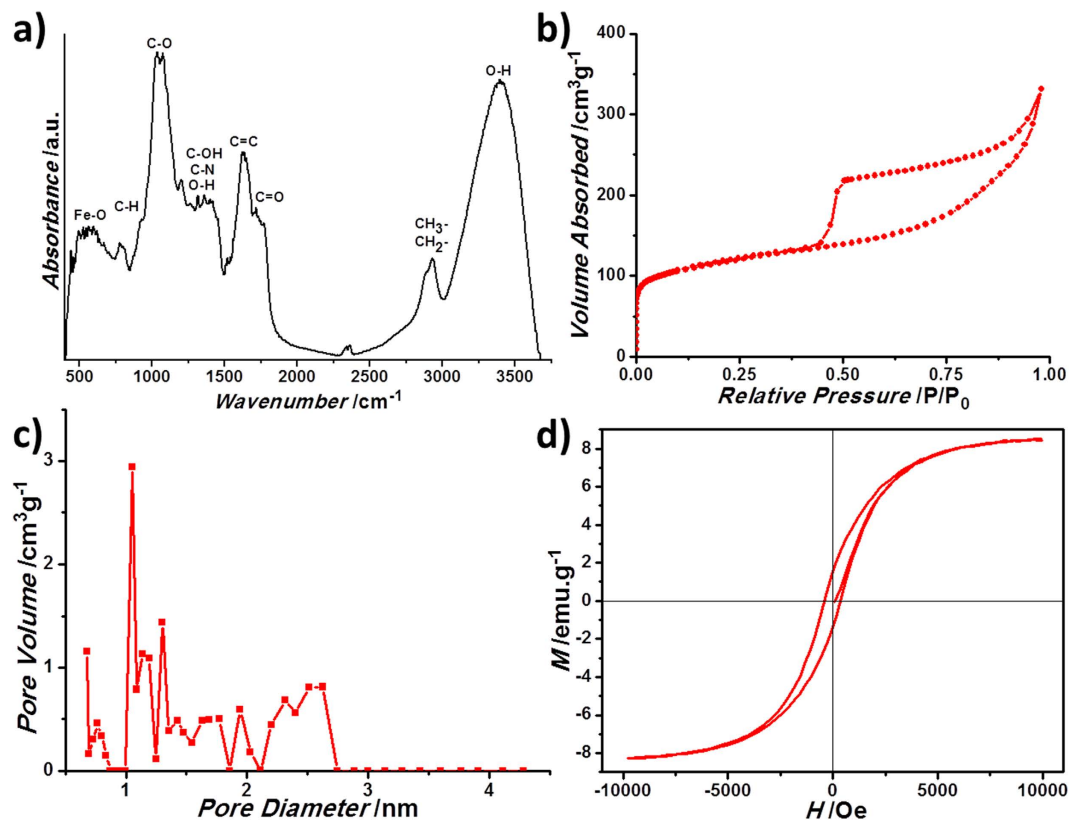 a)
Absorbance /a.u.
Fe-O
C-H
C-O
C-OH
C-N
O-H
C=C
C=O
CH3-
CH2-
O-H
500 1000 1500 2000 2500 3000 3500
Wavenumber /cm-1
b)
Volume Absorbed /cm3g-1
400
300
200
100
0
0.00 0.25 0.50 0.75 1.00
Relative Pressure /P/P0
c)
Pore Volume /cm3g-1
3
2
1
0
1 2 3 4
Pore Diameter /nm
d)
M /emu.g-1
8
6
4
2
0
-2
-4
-6
-8
-10000 -5000 0 5000 10000
H /Oe